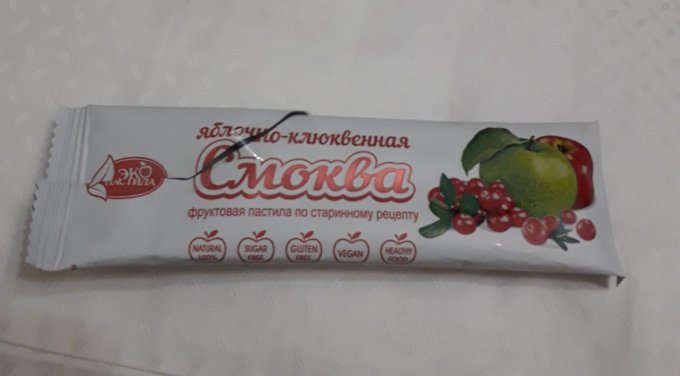 ЭКО
ПАСТИЛА
яблочно-клюквенная
Смоква
фруктовая пастила по старинному рецепту
NATURAL
100%
SUGAR
FREE
GLUTEN
FREE
VEGAN
HEALTHY
FOOD